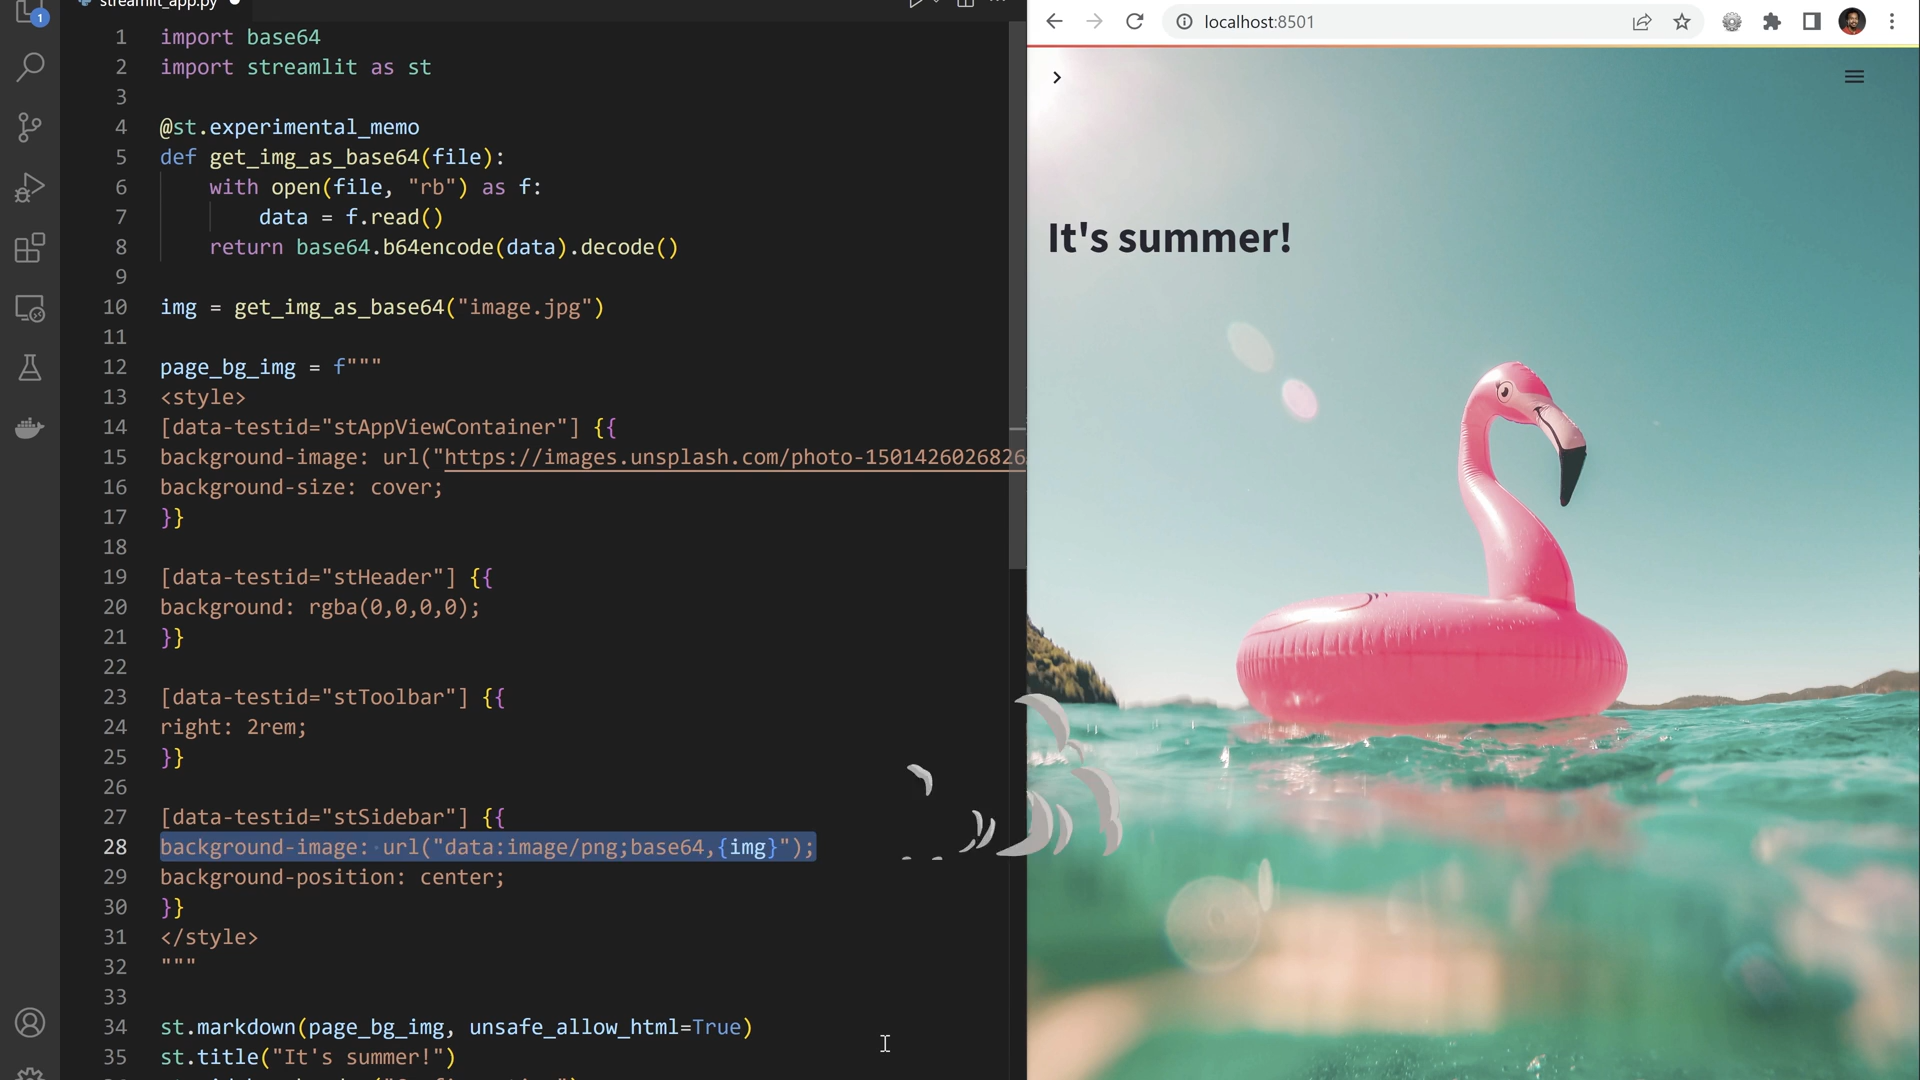 streamlit_app.py
1
localhost:8501
1 import base64
2 import streamlit as st
3
4 @st.experimental_memo
5 def get_img_as_base64(file):
6 with open(file, "rb") as f:
7 data = f.read()
8 return base64.b64encode(data).decode()
9
10 img = get_img_as_base64("image.jpg")
11
12 page_bg_img = f"""
13 <style>
14 [data-testid="stAppViewContainer"] {{
15 background-image: url("https://images.unsplash.com/photo-1501426026826
16 background-size: cover;
17 }}
18
19 [data-testid="stHeader"] {{
20 background: rgba(0,0,0,0);
21 }}
22
23 [data-testid="stToolbar"] {{
24 right: 2rem;
25 }}
26
27 [data-testid="stSidebar"] {{
28 background-image: url("data:image/png;base64,{img}");
29 background-position: center;
30 }}
31 </style>
32 """
33
34 st.markdown(page_bg_img, unsafe_allow_html=True)
35 st.title("It's summer!")
It's summer!